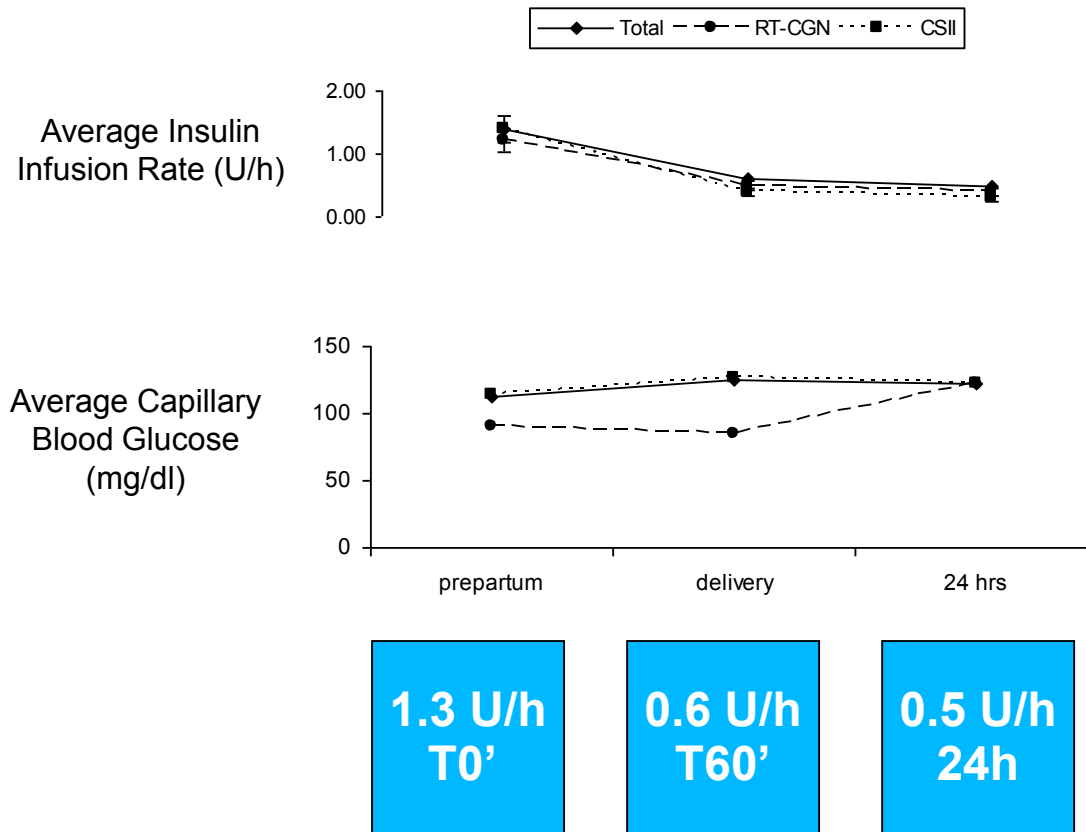 Total RT-CGN CSII
Average Insulin
Infusion Rate (U/h)
2.00
1.00
0.00
Average Capillary
Blood Glucose
(mg/dl)
150
100
50
0
prepartum delivery 24 hrs
1.3 U/h
T0’
0.6 U/h
T60’
0.5 U/h
24h